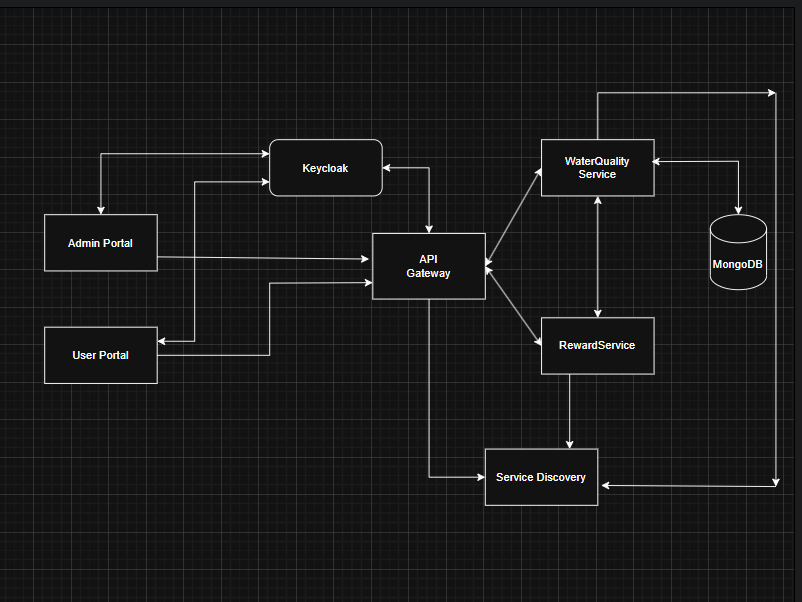 Keycloak
WaterQuality
Service
Admin Portal
API
Gateway
MongoDB
User Portal
RewardService
Service Discovery